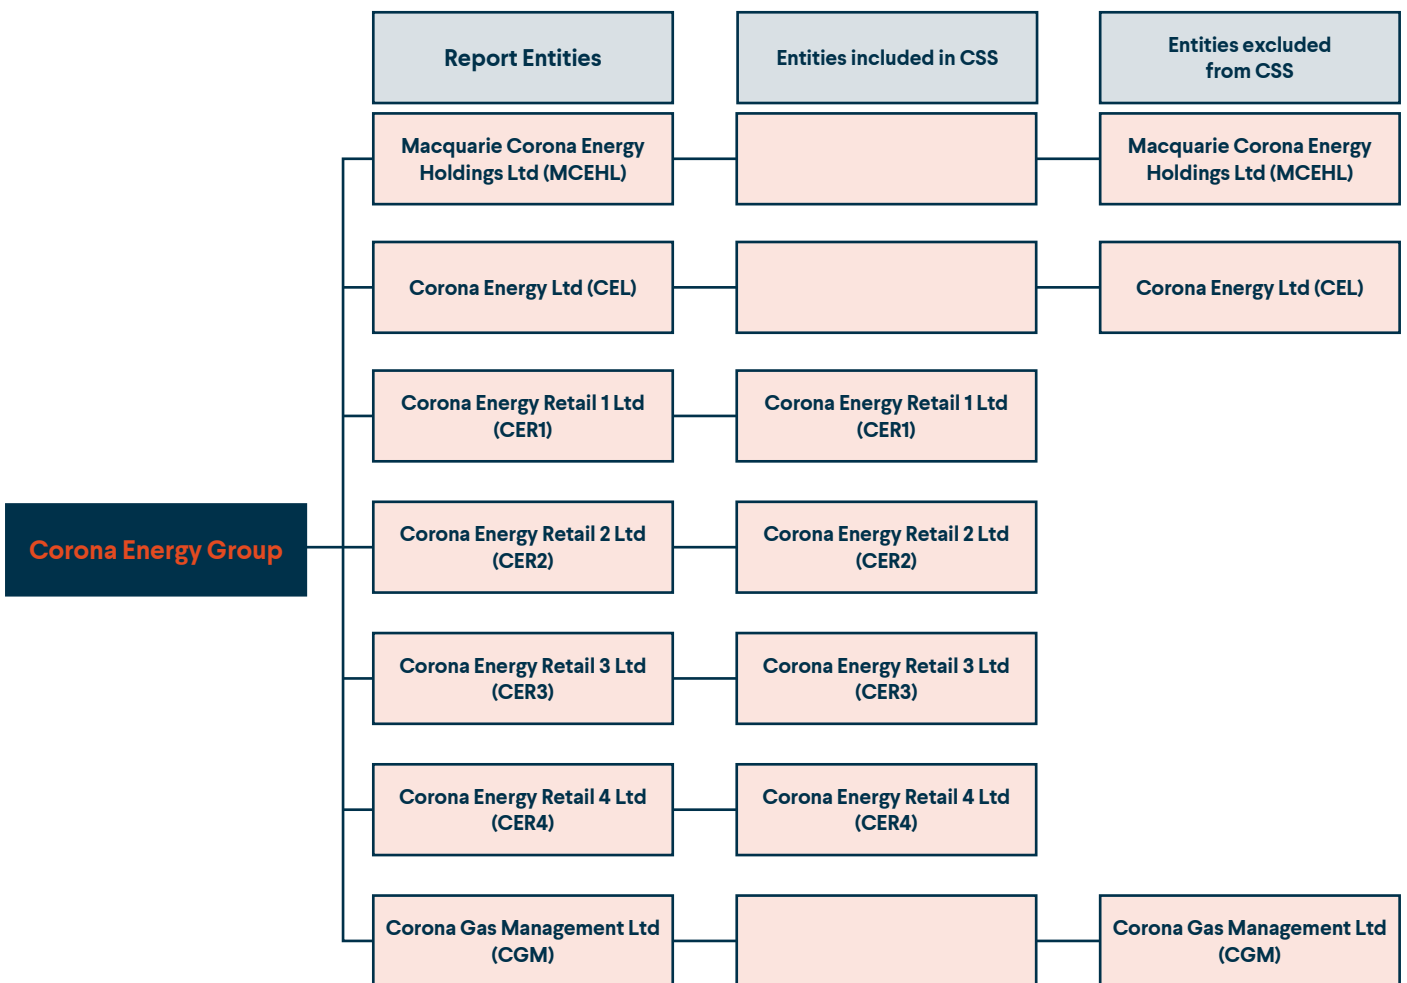 Report Entities
Entities included in CSS
Entities excluded
from CSS
Macquarie Corona Energy
Holdings Ltd (MCEHL)
Macquarie Corona Energy
Holdings Ltd (MCEHL)
Corona Energy Ltd (CEL)
Corona Energy Ltd (CEL)
Corona Energy Retail 1 Ltd
(CER1)
Corona Energy Retail 1 Ltd
(CER1)
Corona Energy Group
Corona Energy Retail 2 Ltd
(CER2)
Corona Energy Retail 2 Ltd
(CER2)
Corona Energy Retail 3 Ltd
(CER3)
Corona Energy Retail 3 Ltd
(CER3)
Corona Energy Retail 4 Ltd
(CER4)
Corona Energy Retail 4 Ltd
(CER4)
Corona Gas Management Ltd
(CGM)
Corona Gas Management Ltd
(CGM)